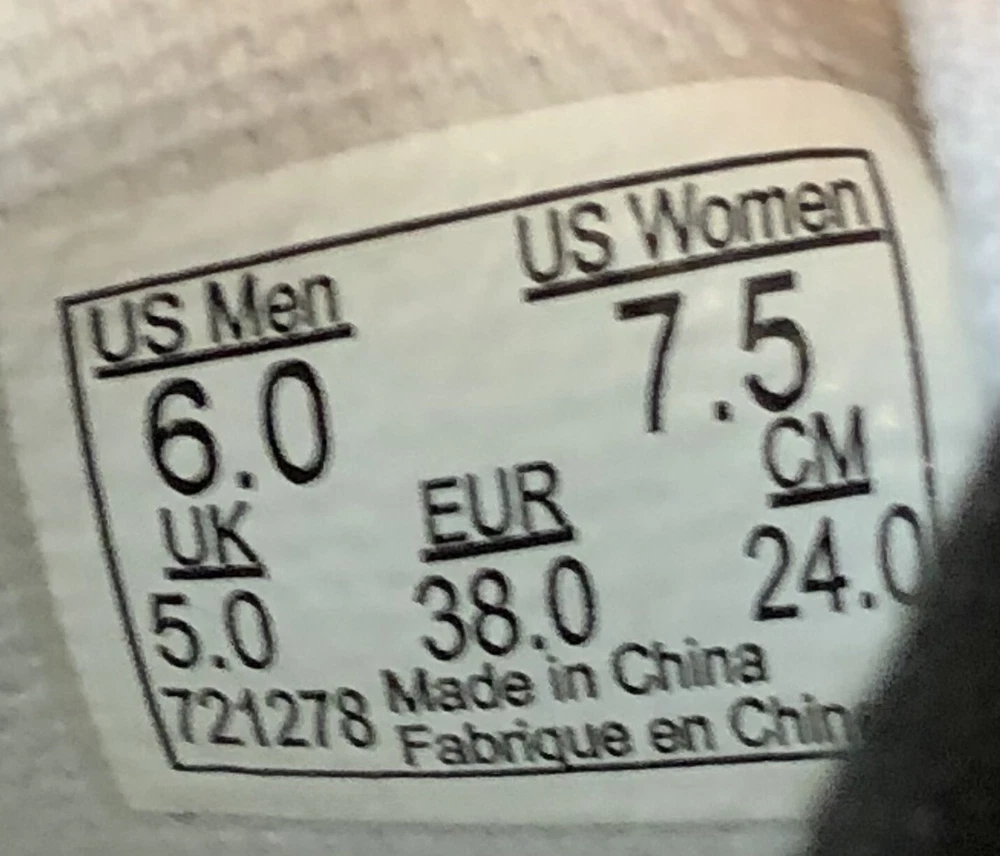 US Men US Women
6.0 7.5
UK EUR CM
5.0 38.0 24.0
721278 Made in China
Fabrique en